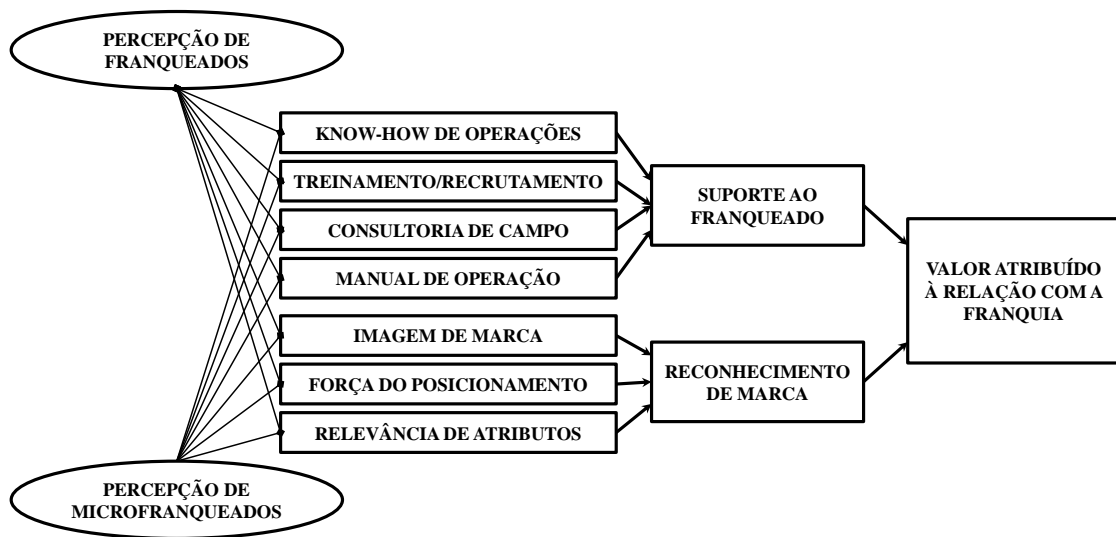 PERCEPÇÃO DE
FRANQUEADOS
KNOW-HOW DE OPERAÇÕES
TREINAMENTO/RECRUTAMENTO
CONSULTORIA DE CAMPO
MANUAL DE OPERAÇÃO
IMAGEM DE MARCA
FORÇA DO POSICIONAMENTO
RELEVÂNCIA DE ATRIBUTOS
SUPORTE AO
FRANQUEADO
RECONHECIMENTO
DE MARCA
VALOR ATRIBUÍDO
À RELAÇÃO COM A
FRANQUIA
PERCEPÇÃO DE
MICROFRANQUEADOS